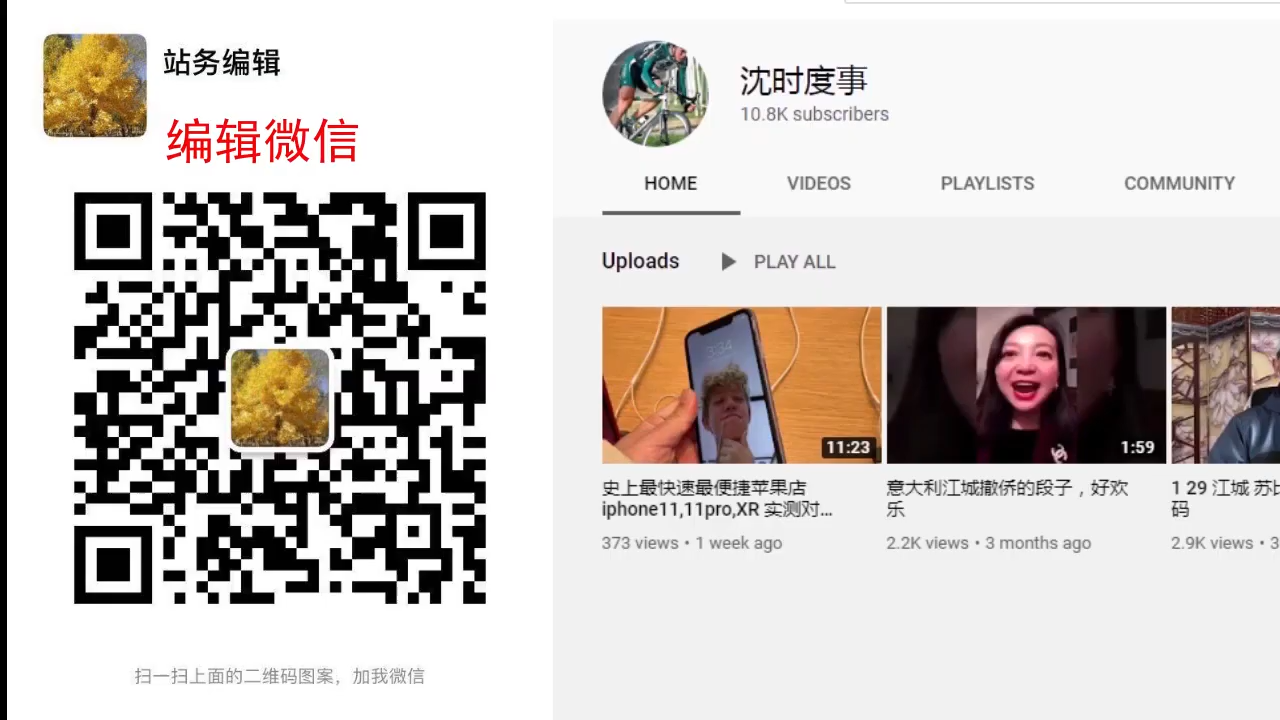 站务编辑
编辑微信
扫一扫上面的二维码图案，加我微信
沈时度事
10.8K subscribers
HOME
VIDEOS
PLAYLISTS
COMMUNITY
Uploads
PLAY ALL
3:34
11:23
史上最快速最便捷苹果店
iphone11,11pro,XR 实测对...
373 views • 1 week ago
1:59
意大利江城撤侨的段子，好欢
乐
2.2K views • 3 months ago
1 29 江城 苏
码
2.9K views • 3